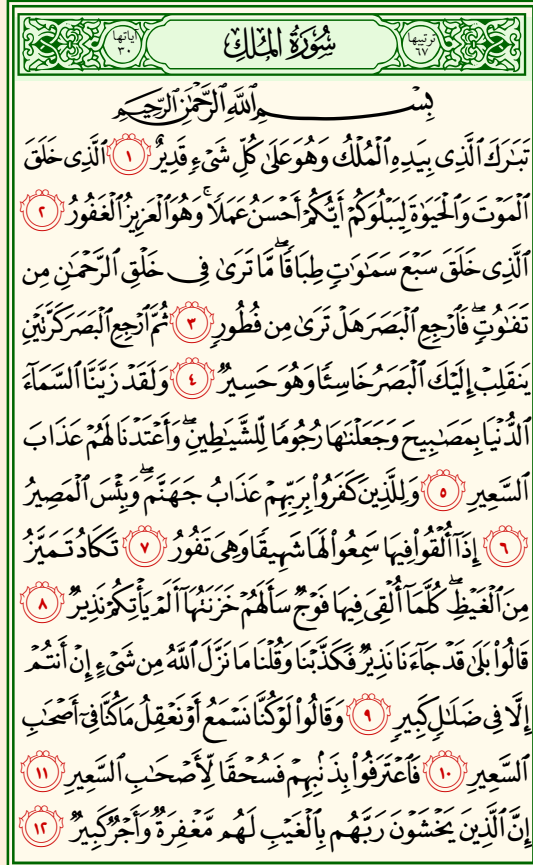 ترتيبها ٦٧ سُورَةُ المُلْكِ آياتها ٣٠
بِسْمِ اللَّهِ الرَّحْمَٰنِ الرَّحِيمِ
تَبَٰرَكَ ٱلَّذِى بِيَدِهِ ٱلْمُلْكُ وَهُوَ عَلَىٰ كُلِّ شَىْءٍ قَدِيرٌ ١ ٱلَّذِى خَلَقَ
ٱلْمَوْتَ وَٱلْحَيَوٰةَ لِيَبْلُوَكُمْ أَيُّكُمْ أَحْسَنُ عَمَلًا ۚ وَهُوَ ٱلْعَزِيزُ ٱلْغَفُورُ ٢
ٱلَّذِى خَلَقَ سَبْعَ سَمَٰوَٰتٍ طِبَاقًا ۖ مَّا تَرَىٰ فِى خَلْقِ ٱلرَّحْمَٰنِ مِن
تَفَٰوُتٍ ۖ فَٱرْجِعِ ٱلْبَصَرَ هَلْ تَرَىٰ مِن فُطُورٍ ٣ ثُمَّ ٱرْجِعِ ٱلْبَصَرَ كَرَّتَيْنِ
يَنقَلِبْ إِلَيْكَ ٱلْبَصَرُ خَاسِئًا وَهُوَ حَسِيرٌ ٤ وَلَقَدْ زَيَّنَّا ٱلسَّمَآءَ
ٱلدُّنْيَا بِمَصَٰبِيحَ وَجَعَلْنَٰهَا رُجُومًا لِّلشَّيَٰطِينِ ۖ وَأَعْتَدْنَا لَهُمْ عَذَابَ
ٱلسَّعِيرِ ٥ وَلِلَّذِينَ كَفَرُوا۟ بِرَبِّهِمْ عَذَابُ جَهَنَّمَ ۖ وَبِئْسَ ٱلْمَصِيرُ
٦ إِذَآ أُلْقُوا۟ فِيهَا سَمِعُوا۟ لَهَا شَهِيقًا وَهِىَ تَفُورُ ٧ تَكَادُ تَمَيَّزُ
مِنَ ٱلْغَيْظِ ۖ كُلَّمَآ أُلْقِىَ فِيهَا فَوْجٌ سَأَلَهُمْ خَزَنَتُهَآ أَلَمْ يَأْتِكُمْ نَذِيرٌ ٨
قَالُوا۟ بَلَىٰ قَدْ جَآءَنَا نَذِيرٌ فَكَذَّبْنَا وَقُلْنَا مَا نَزَّلَ ٱللَّهُ مِن شَىْءٍ إِنْ أَنتُمْ
إِلَّا فِى ضَلَٰلٍ كَبِيرٍ ٩ وَقَالُوا۟ لَوْ كُنَّا نَسْمَعُ أَوْ نَعْقِلُ مَا كُنَّا فِىٓ أَصْحَٰبِ
ٱلسَّعِيرِ ١٠ فَٱعْتَرَفُوا۟ بِذَنۢبِهِمْ فَسُحْقًا لِّأَصْحَٰبِ ٱلسَّعِيرِ ١١
إِنَّ ٱلَّذِينَ يَخْشَوْنَ رَبَّهُم بِٱلْغَيْبِ لَهُم مَّغْفِرَةٌ وَأَجْرٌ كَبِيرٌ ١٢